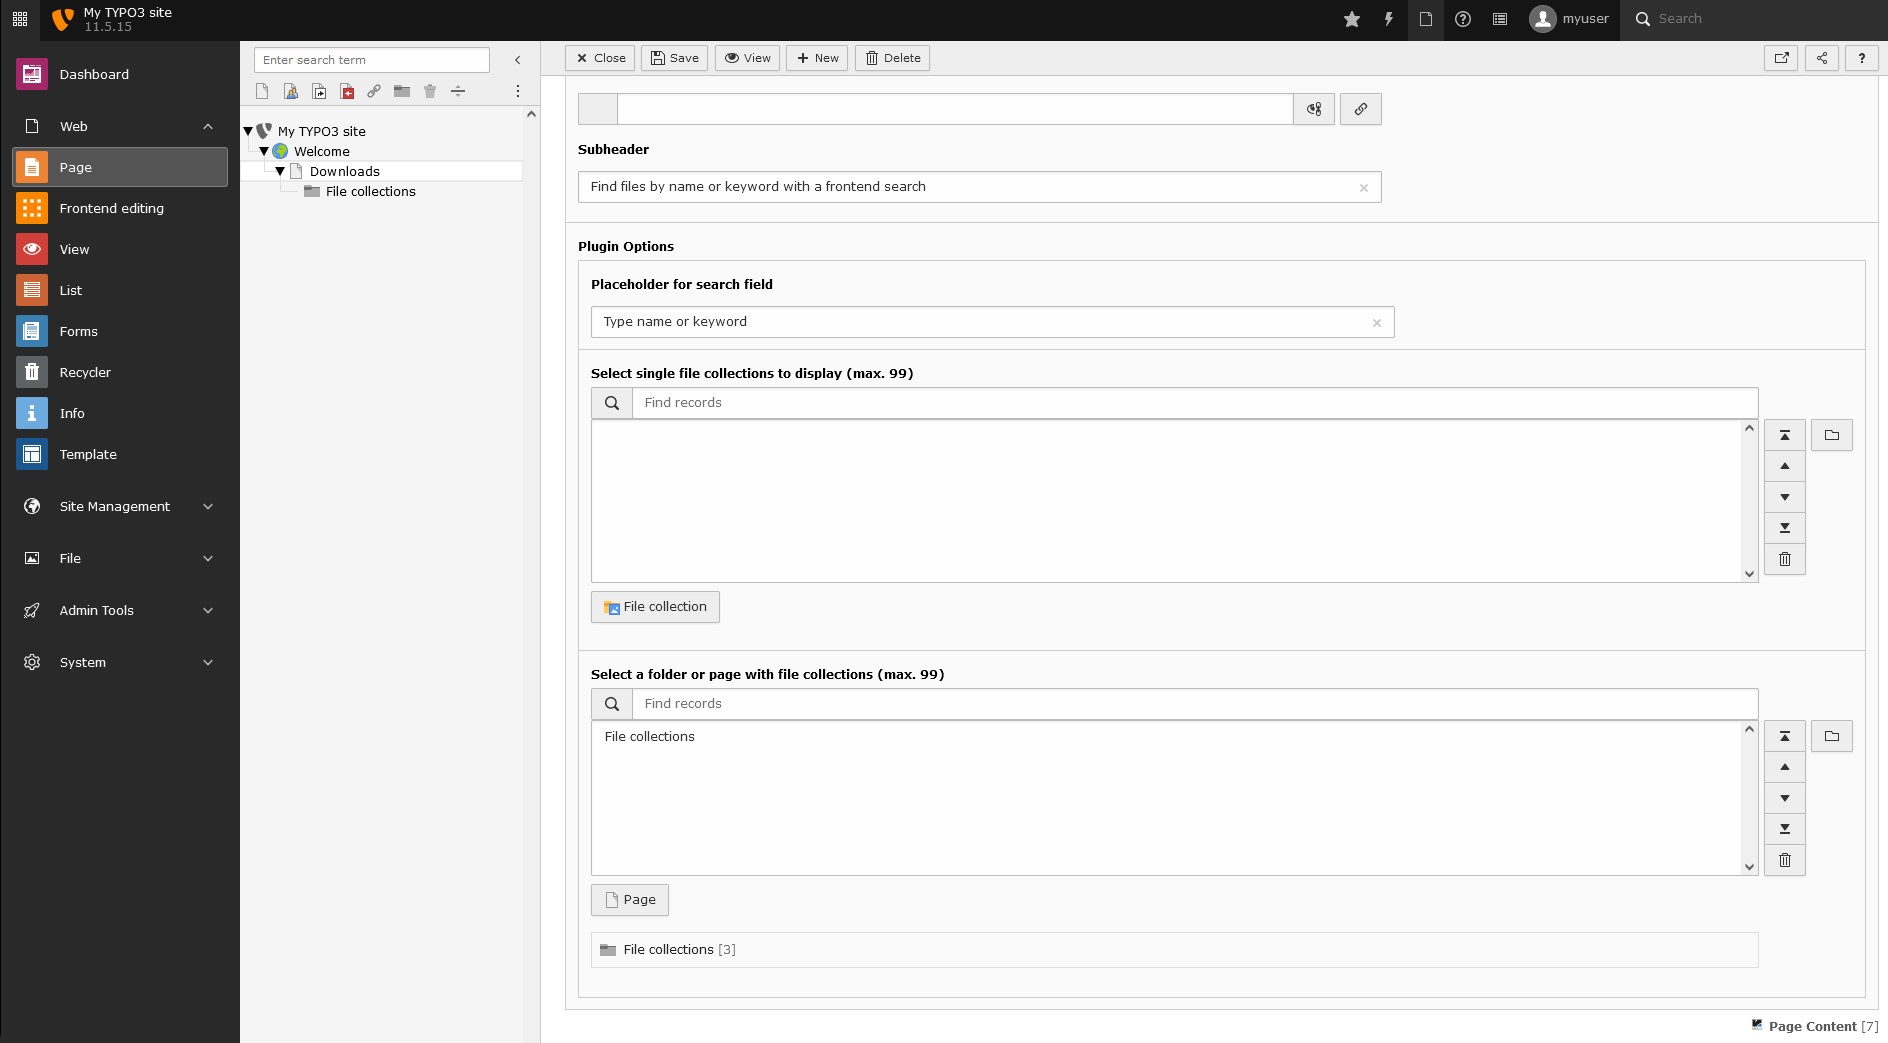 My TYPO3 site
11.5.15
myuser
Search
Dashboard
Web
Page
Frontend editing
View
List
Forms
Recycler
Info
Template
Site Management
File
Admin Tools
System
Enter search term
My TYPO3 site
Welcome
Downloads
File collections
Close
Save
View
New
Delete
?
Subheader
Find files by name or keyword with a frontend search
Plugin Options
Placeholder for search field
Type name or keyword
Select single file collections to display (max. 99)
Find records
File collection
Select a folder or page with file collections (max. 99)
Find records
File collections
Page
File collections [3]
Page Content [7]